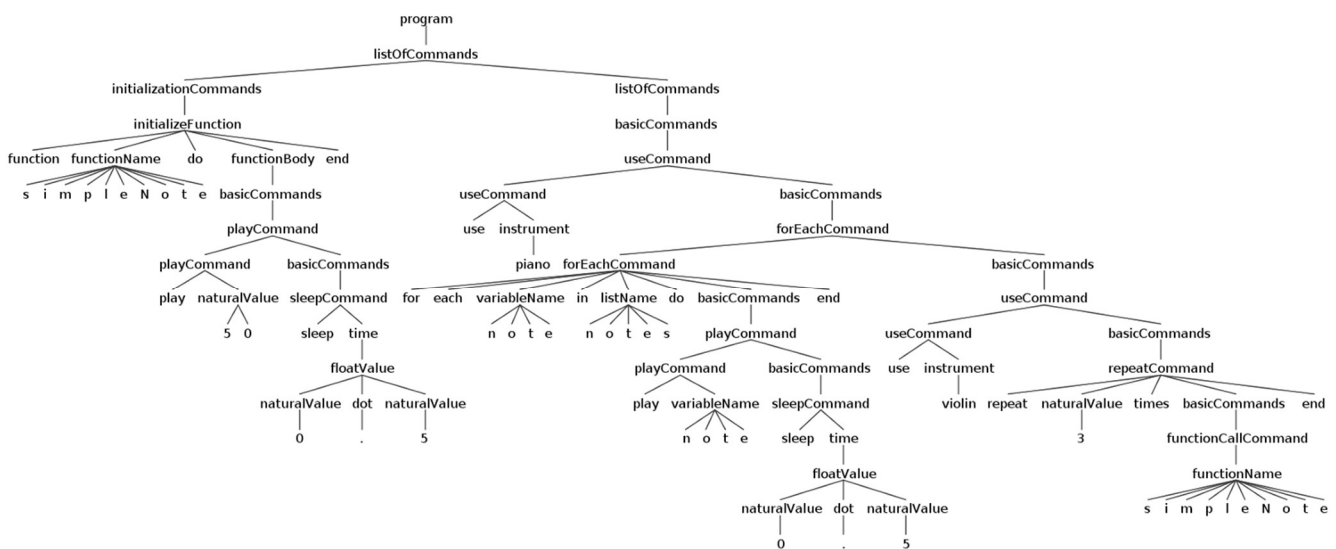 program
listOfCommands
initializationCommands listOfCommands
initializeFunction basicCommands
function functionName do functionBody end useCommand
s i m p l e N o t e basicCommands useCommand basicCommands
playCommand use instrument forEachCommand
playCommand basicCommands piano forEachCommand basicCommands
play naturalValue sleepCommand for each variableName in listName do basicCommands end useCommand
5 0 sleep time n o t e n o t e s playCommand useCommand basicCommands
floatValue playCommand basicCommands use instrument repeatCommand
naturalValue dot naturalValue play variableName sleepCommand violin repeat naturalValue times basicCommands end
0 . 5 n o t e sleep time 3 functionCallCommand
floatValue functionName
naturalValue dot naturalValue s i m p l e N o t e
0 . 5